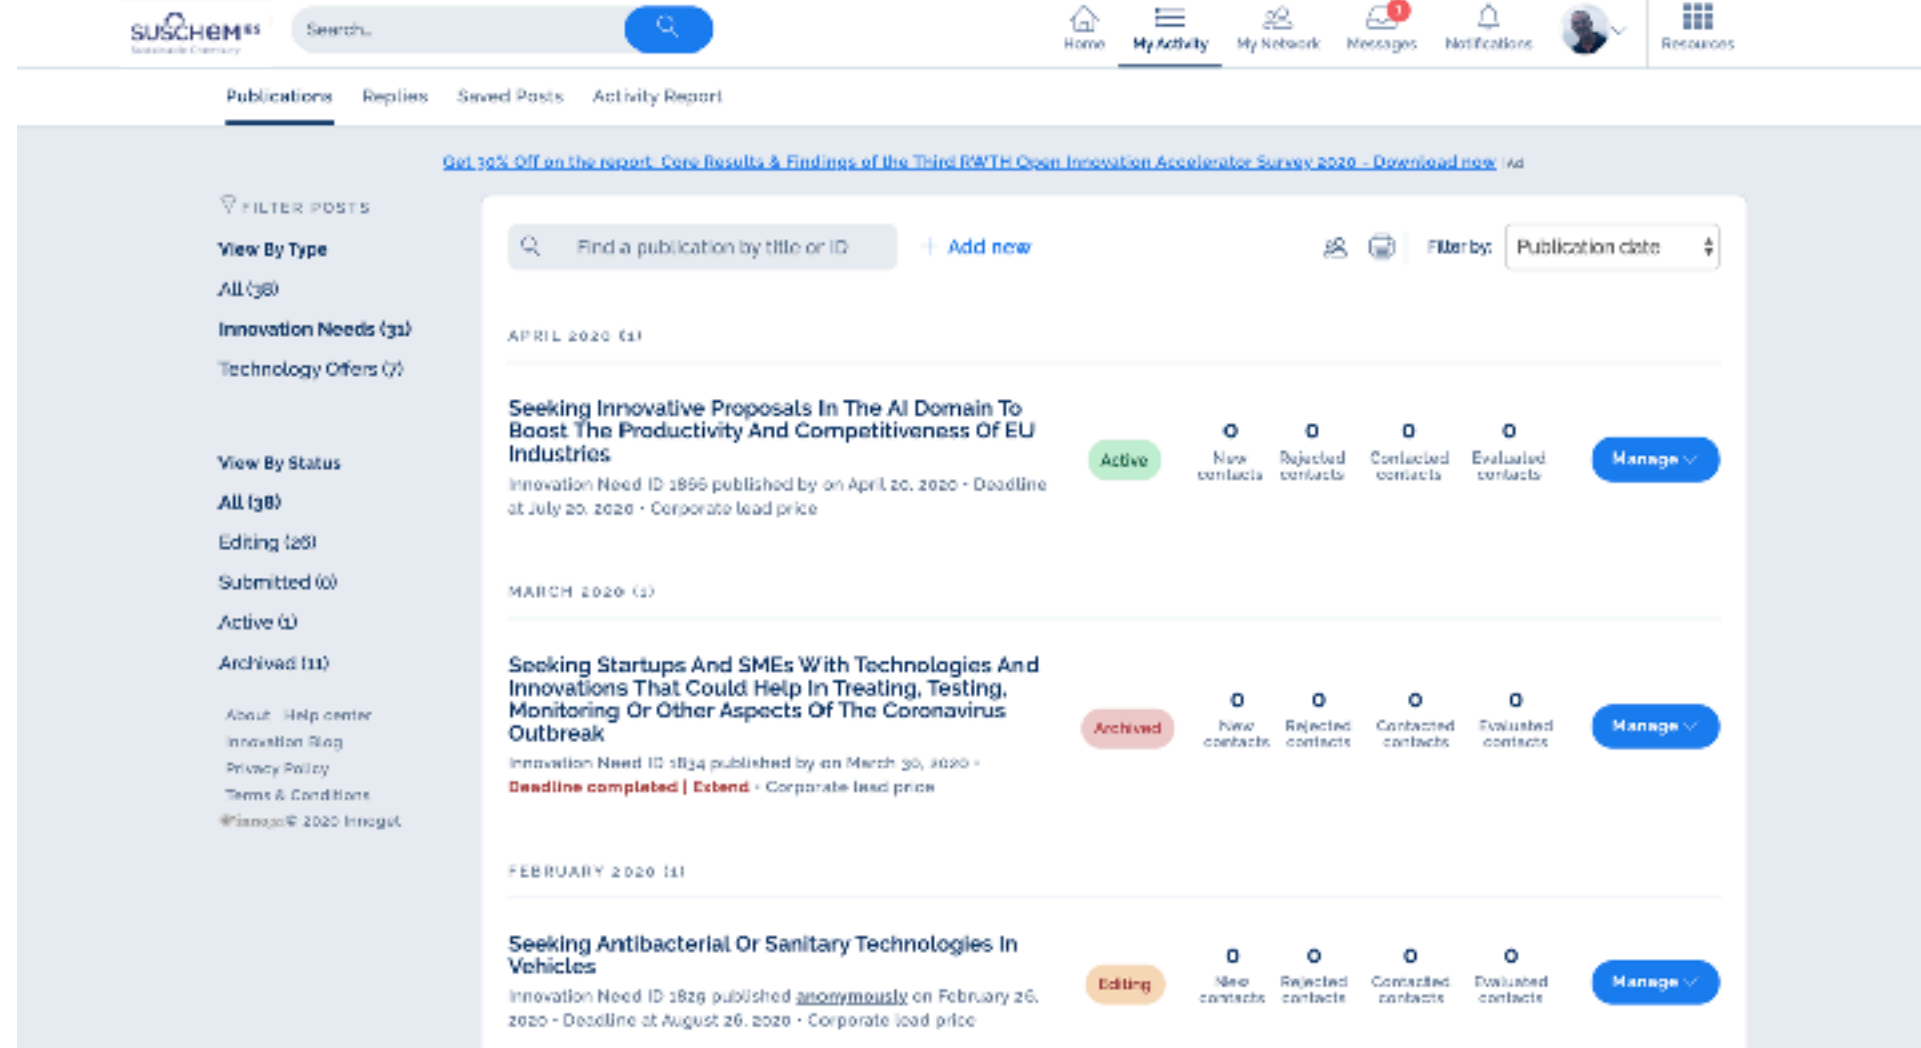 SUSCHEM ES
Sustainable Chemistry
Search...
1
Home
My Activity
My Network
Messages
Notifications
Resources
Publications
Replies
Saved Posts
Activity Report
Get 30% Off on the report: Core Results & Findings of the Third RWTH Open Innovation Accelerator Survey 2020 - Download now | Ad
FILTER POSTS
View By Type
All (38)
Innovation Needs (31)
Technology Offers (7)
View By Status
All (38)
Editing (26)
Submitted (0)
Active (1)
Archived (11)
About Help center
Innovation Blog
Privacy Policy
Terms & Conditions
© 2020 Innoget
Find a publication by title or ID
+ Add new
Filter by:
Publication date
APRIL 2020 (1)
Seeking Innovative Proposals In The AI Domain To
Boost The Productivity And Competitiveness Of EU
Industries
Innovation Need ID 1866 published by on April 20, 2020 · Deadline
at July 20, 2020 · Corporate lead price
Active
0 New contacts
0 Rejected contacts
0 Contacted contacts
0 Evaluated contacts
Manage
MARCH 2020 (1)
Seeking Startups And SMEs With Technologies And
Innovations That Could Help In Treating, Testing,
Monitoring Or Other Aspects Of The Coronavirus
Outbreak
Innovation Need ID 1834 published by on March 30, 2020 ·
Deadline completed | Extend · Corporate lead price
Archived
0 New contacts
0 Rejected contacts
0 Contacted contacts
0 Evaluated contacts
Manage
FEBRUARY 2020 (1)
Seeking Antibacterial Or Sanitary Technologies In
Vehicles
Innovation Need ID 1829 published anonymously on February 26,
2020 · Deadline at August 26, 2020 · Corporate lead price
Editing
0 New contacts
0 Rejected contacts
0 Contacted contacts
0 Evaluated contacts
Manage